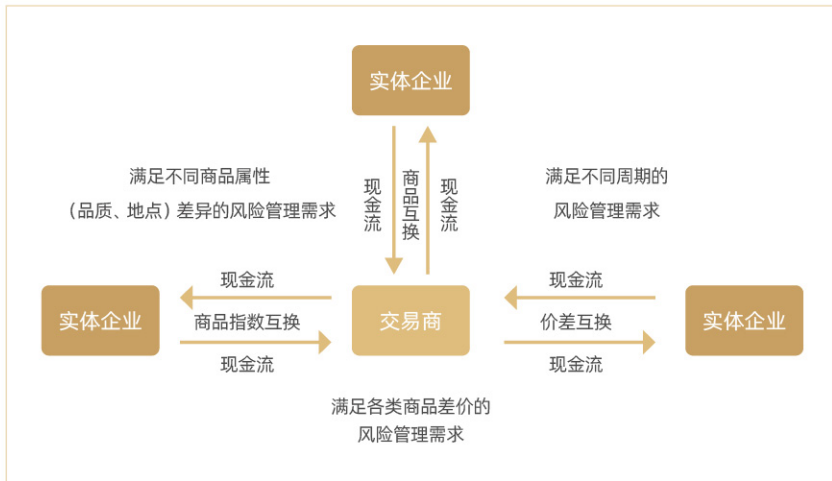 实体企业
满足不同商品属性
（品质、地点）差异的风险管理需求
现金流
商品互换
现金流
满足不同周期的
风险管理需求
实体企业
现金流
商品指数互换
现金流
交易商
现金流
价差互换
现金流
实体企业
满足各类商品差价的
风险管理需求